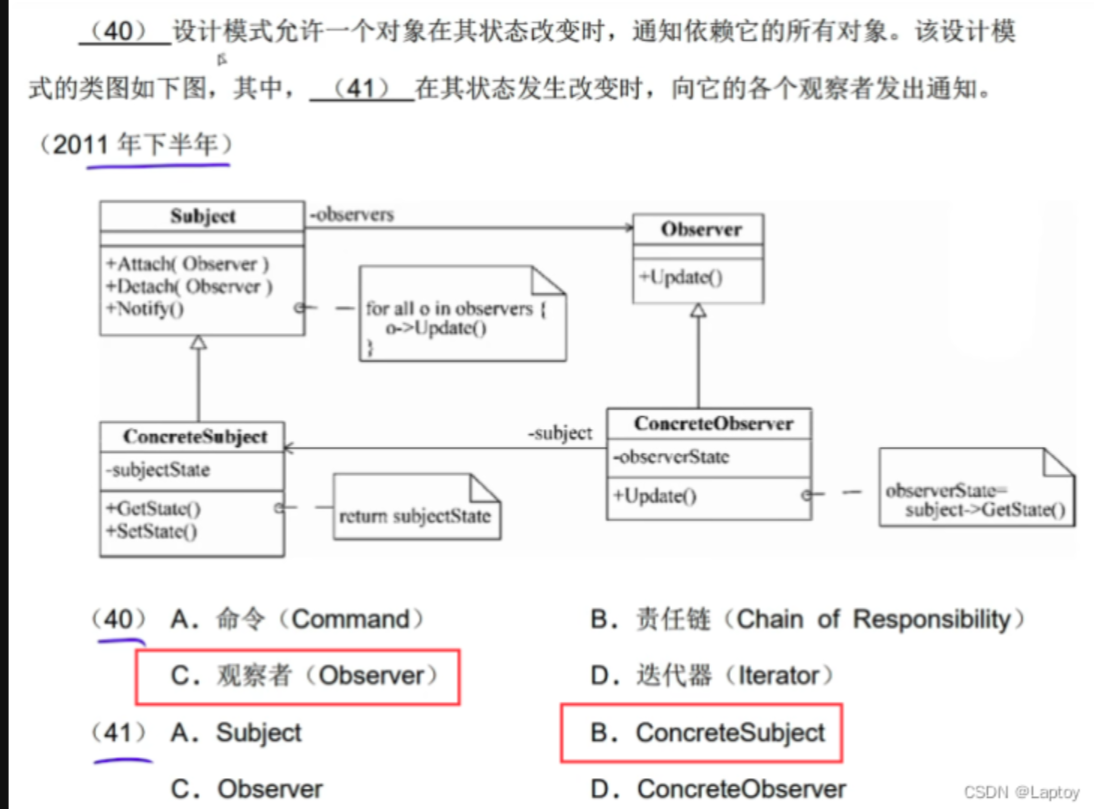 （40） 设计模式允许一个对象在其状态改变时，通知依赖它的所有对象。该设计模
式的类图如下图，其中，（41） 在其状态发生改变时，向它的各个观察者发出通知。
（2011 年下半年）
Subject
+Attach( Observer )
+Detach( Observer )
+Notify()
-observers
Observer
+Update()
for all o in observers {
o->Update()
}
ConcreteSubject
-subjectState
+GetState()
+SetState()
return subjectState
-subject
ConcreteObserver
-observerState
+Update()
observerState=
subject->GetState()
（40） A．命令（Command） B．责任链（Chain of Responsibility）
C．观察者（Observer） D．迭代器（Iterator）
（41） A．Subject B．ConcreteSubject
C．Observer D．ConcreteObserver
CSDN @Laptoy